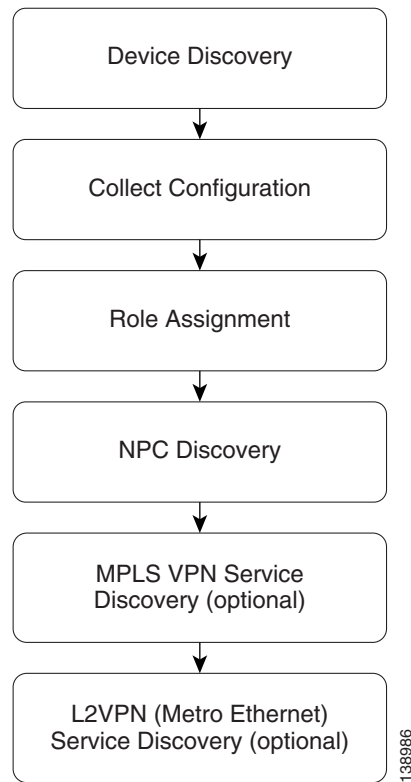 Device Discovery
Collect Configuration
Role Assignment
NPC Discovery
MPLS VPN Service
Discovery (optional)
L2VPN (Metro Ethernet)
Service Discovery (optional)
138986